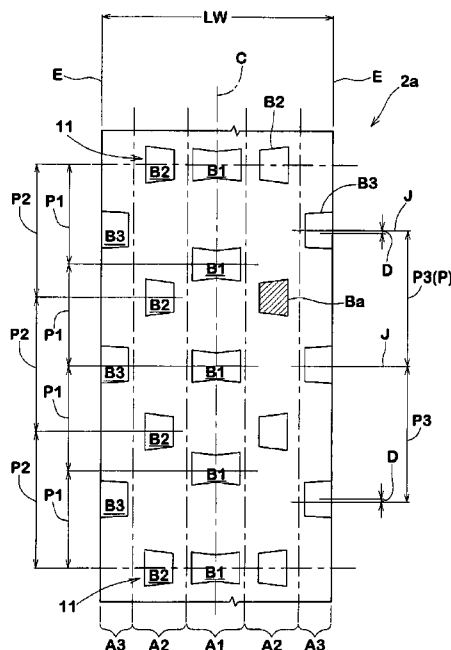 LW
E C E
B2 2a
11
B2 B1
B3
P2 P1 J
B3 D
B1 P3(P)
P1
B2 Ba
J
B3 B1
P2
P1 P3
B2
D
B1
P2 B3
P1
B2 B1
11
A3 A2 A1 A2 A3